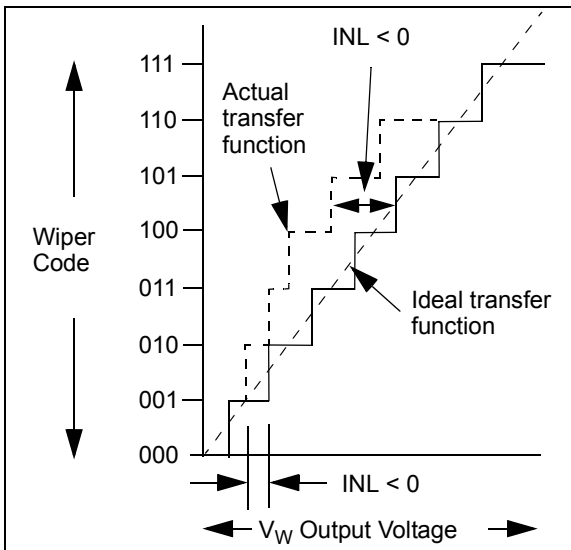 INL < 0
111
Actual
transfer
function
110
101
Wiper
Code
100
011
Ideal transfer
function
010
001
000
INL < 0
VW Output Voltage